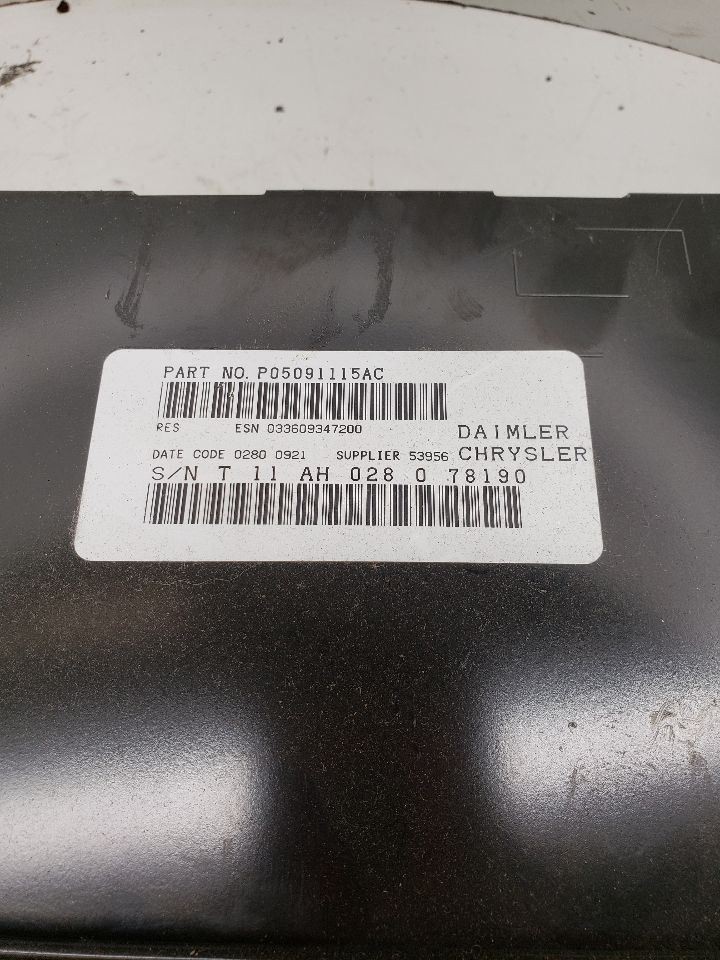 PART NO. P05091115AC
RES ESN 033609347200
DAIMLER
CHRYSLER
DATE CODE 0280 0921 SUPPLIER 53956
S/N T 11 AH 028 0 78190